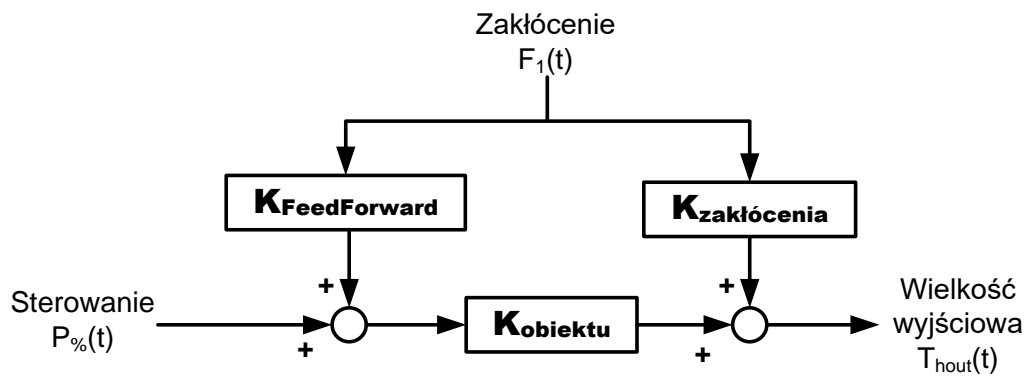 Zakłócenie
F₁(t)
KFeedForward
Kzakłócenia
+
+
Sterowanie
P%(t)
+
Kobiektu
+
Wielkość
wyjściowa
Thout(t)